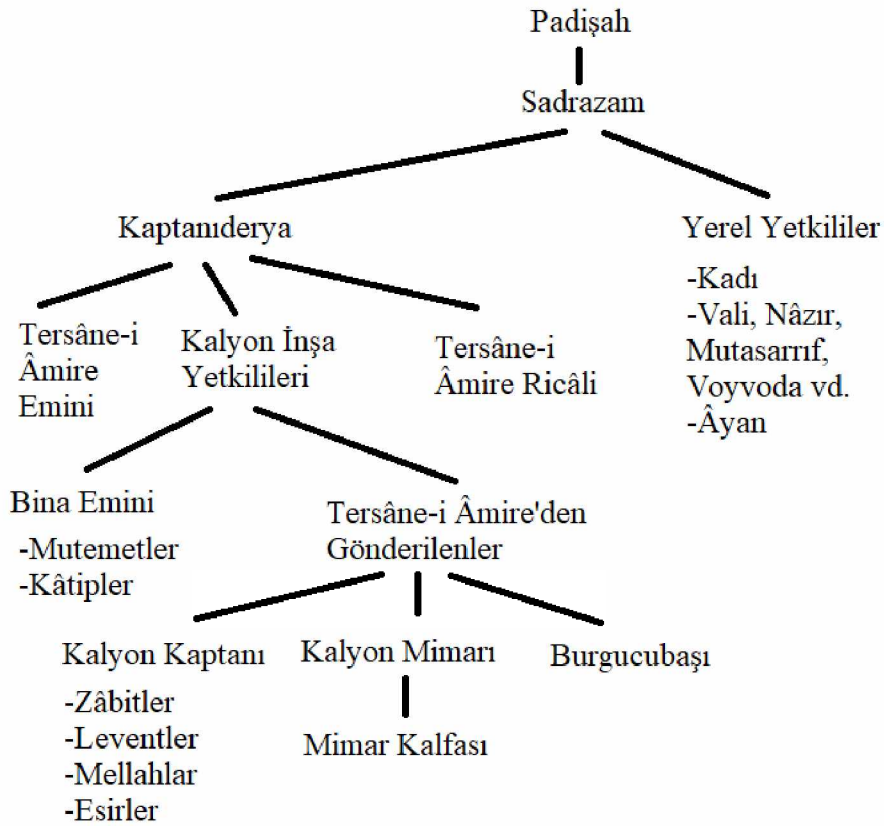 Padişah
Sadrazam
Kaptanıderya
Yerel Yetkililer
-Kadı
-Vali, Nâzır,
Mutasarrıf,
Voyvoda vd.
-Âyan
Tersâne-i
Âmire
Emini
Kalyon İnşa
Yetkilileri
Tersâne-i
Âmire Ricâli
Bina Emini
-Mutemetler
-Kâtipler
Tersâne-i Âmire'den
Gönderilenler
Kalyon Kaptanı
-Zâbitler
-Leventler
-Mellahlar
-Esirler
Kalyon Mimarı
Mimar Kalfası
Burgucubaşı